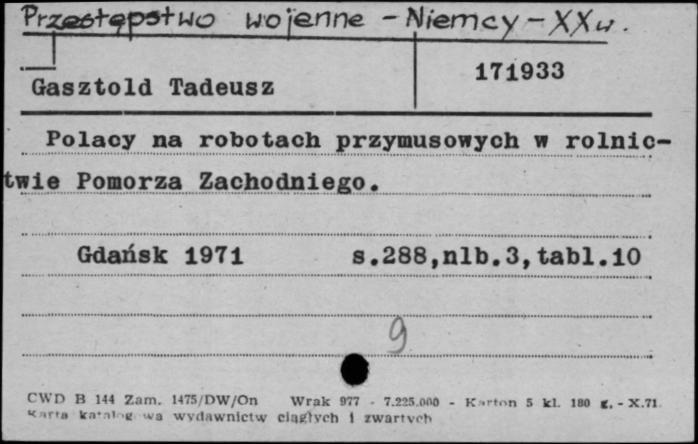 Przestępstwo wojenne - Niemcy - XX w.
171933
Gasztold Tadeusz
Polacy na robotach przymusowych w rolnic-
twie Pomorza Zachodniego.
Gdańsk 1971 s.288,nlb.3,tabl.10
9
CWD B 144 Zam. 1475/DW/On Wrak 977 - 7.225.000 - Karton 5 kl. 180 g. - X.71.
Karta katalogowa wydawnictw ciągłych i zwartych